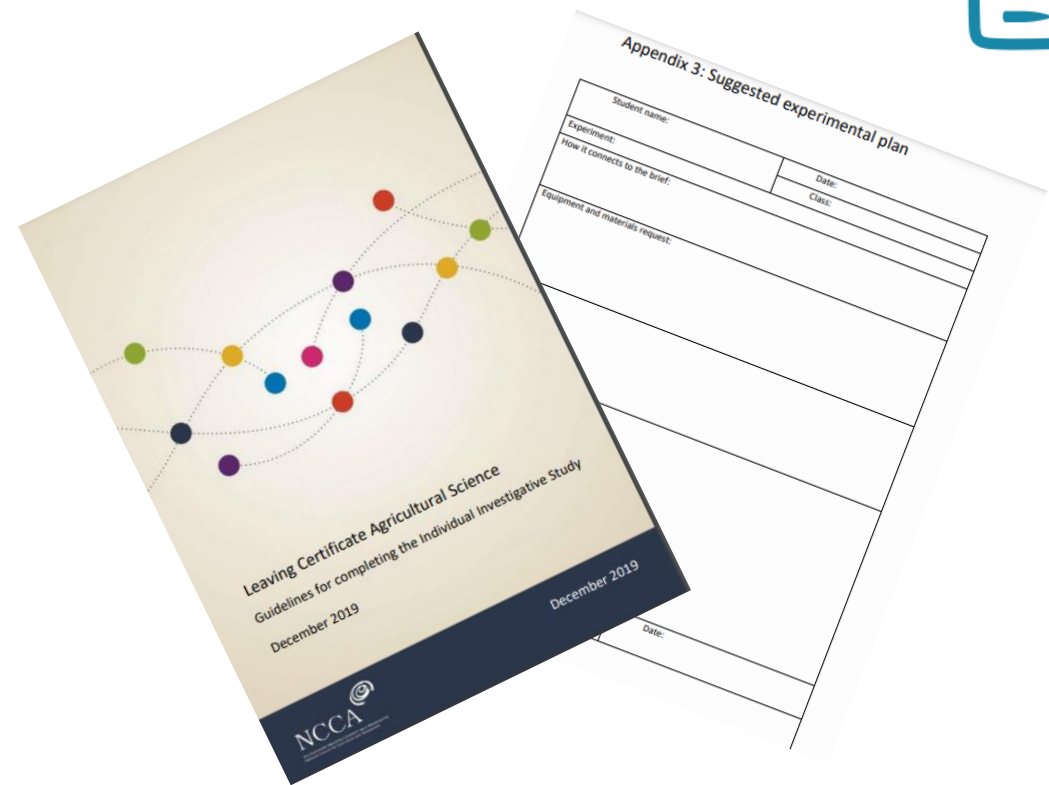 Leaving Certificate Agricultural Science
Guidelines for completing the Individual Investigative Study
December 2019
December 2019
NCCA
Appendix 3: Suggested experimental plan
Student name:
Date:
Experiment:
Class:
How it connects to the brief:
Equipment and materials request:
Date: